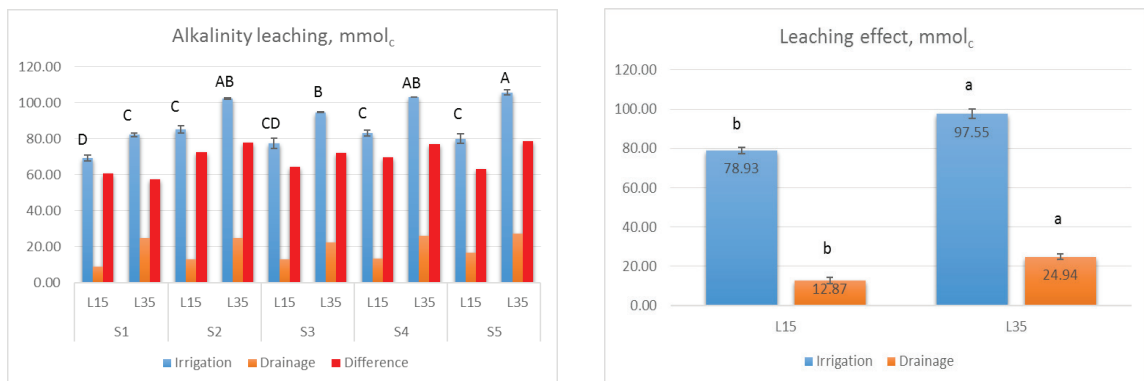 Alkalinity leaching, mmolc
120.00
100.00
80.00
60.00
40.00
20.00
0.00
D C C AB CD B C AB C A
L15 L35 L15 L35 L15 L35 L15 L35 L15 L35
S1 S2 S3 S4 S5
Irrigation Drainage Difference
Leaching effect, mmolc
120.00
100.00
80.00
60.00
40.00
20.00
0.00
b a
78.93 97.55
b a
12.87 24.94
L15 L35
Irrigation Drainage